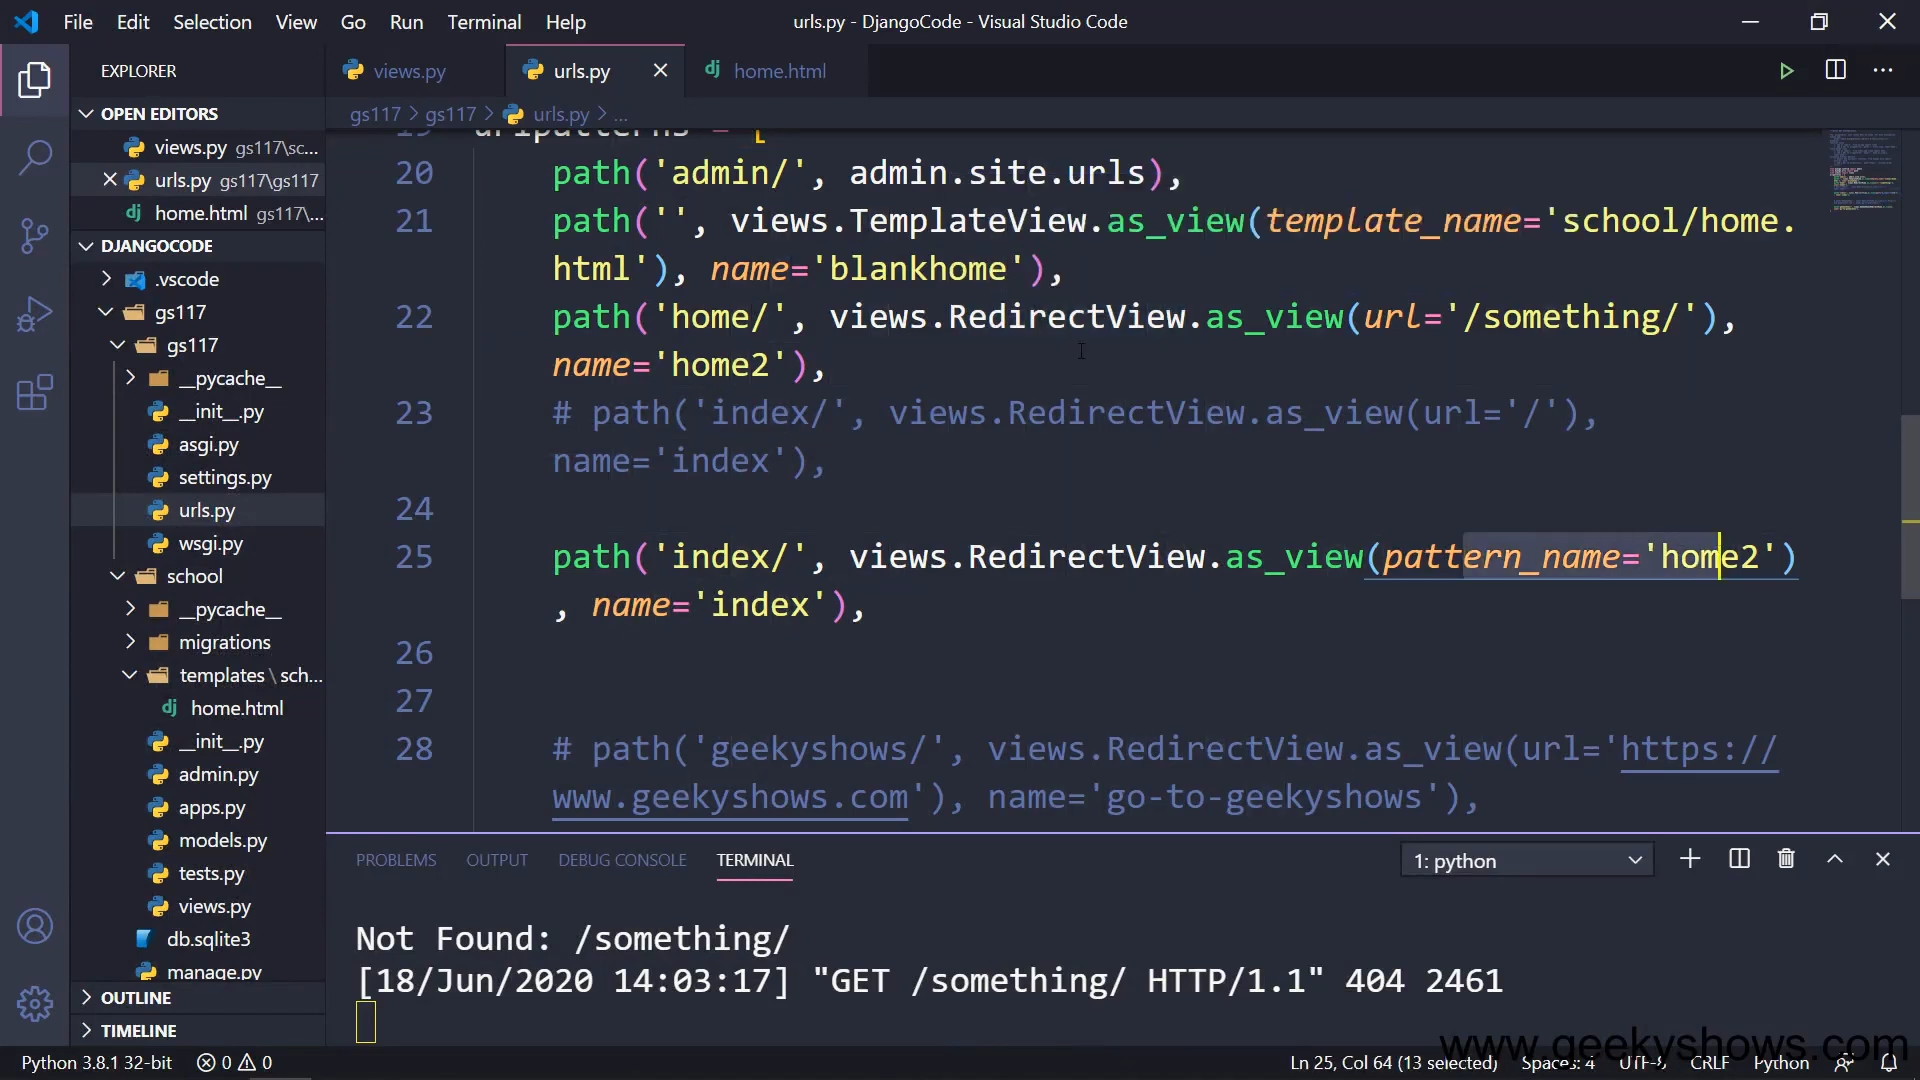 File Edit Selection View Go Run Terminal Help
urls.py - DjangoCode - Visual Studio Code
EXPLORER
OPEN EDITORS
views.py gs117\sc...
urls.py gs117\gs117
home.html gs117\...
DJANGOCODE
.vscode
gs117
gs117
__pycache__
__init__.py
asgi.py
settings.py
urls.py
wsgi.py
school
__pycache__
migrations
templates \ sch...
home.html
__init__.py
admin.py
apps.py
models.py
tests.py
views.py
db.sqlite3
manage.py
OUTLINE
TIMELINE
views.py
urls.py
home.html
gs117 > gs117 > urls.py > ...
19 urlpatterns = [
20 path('admin/', admin.site.urls),
21 path('', views.TemplateView.as_view(template_name='school/home.
html'), name='blankhome'),
22 path('home/', views.RedirectView.as_view(url='/something/'),
name='home2'),
23 # path('index/', views.RedirectView.as_view(url='/'),
name='index'),
24
25 path('index/', views.RedirectView.as_view(pattern_name='home2')
, name='index'),
26
27
28 # path('geekyshows/', views.RedirectView.as_view(url='https://
www.geekyshows.com'), name='go-to-geekyshows'),
PROBLEMS OUTPUT DEBUG CONSOLE TERMINAL
1: python
Not Found: /something/
[18/Jun/2020 14:03:17] "GET /something/ HTTP/1.1" 404 2461
www.geekyshows.com
Python 3.8.1 32-bit 0 0
Ln 25, Col 64 (13 selected) Spaces: 4 UTF-8 CRLF Python